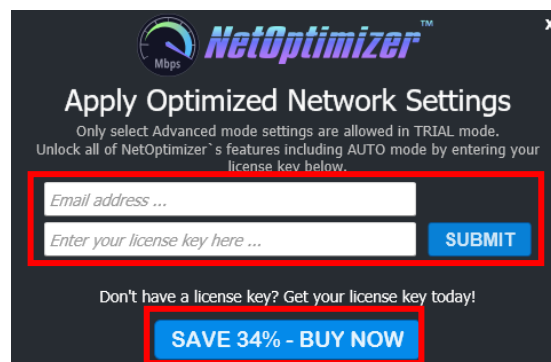 NetOptimizer™
x
Mbps
Apply Optimized Network Settings
Only select Advanced mode settings are allowed in TRIAL mode.
Unlock all of NetOptimizer`s features including AUTO mode by entering your
license key below.
Email address ...
Enter your license key here ...
SUBMIT
Don't have a license key? Get your license key today!
SAVE 34% - BUY NOW